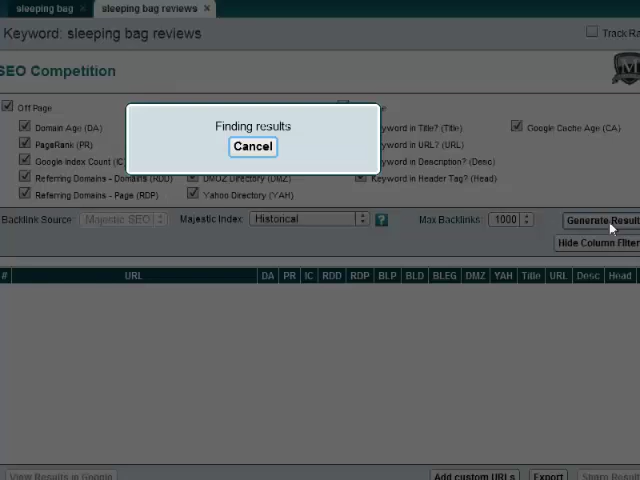 sleeping bag × sleeping bag reviews ×
Keyword: sleeping bag reviews
Track Ra
SEO Competition
Off Page
Domain Age (DA)
PageRank (PR)
Google Index Count (IC
Referring Domains - Domains (RDD)
Referring Domains - Page (RDP)
DMOZ Directory (DMZ)
Yahoo Directory (YAH)
eyword in Title? (Title)
eyword in URL? (URL)
eyword in Description? (Desc)
Keyword in Header Tag? (Head)
Google Cache Age (CA)
Finding results
Cancel
Backlink Source: Majestic SEO Majestic Index: Historical ? Max Backlinks: 1000 Generate Result
Hide Column Filter
# URL DA PR IC RDD RDP BLP BLD BLEG DMZ YAH Title URL Desc Head
View Results in Google Add custom URLs Export Share Result